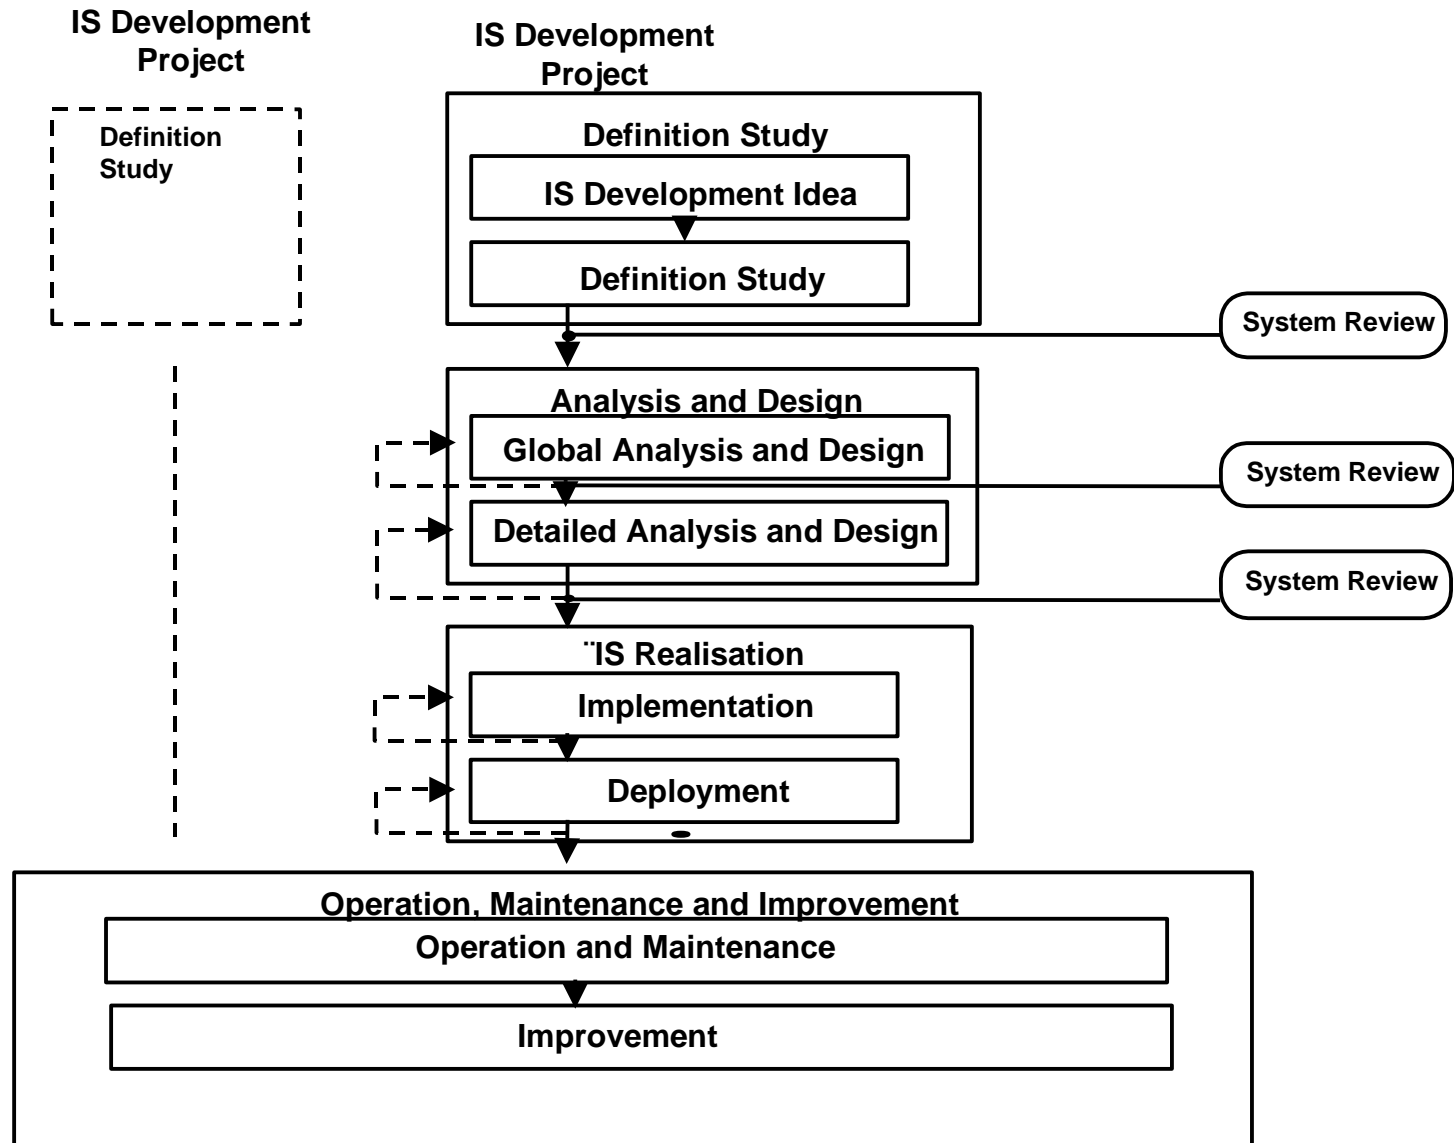 IS Development
Project
Definition
Study
IS Development
Project
Definition Study
IS Development Idea
Definition Study
System Review
Analysis and Design
Global Analysis and Design
System Review
Detailed Analysis and Design
System Review
¨IS Realisation
Implementation
Deployment
Operation, Maintenance and Improvement
Operation and Maintenance
Improvement